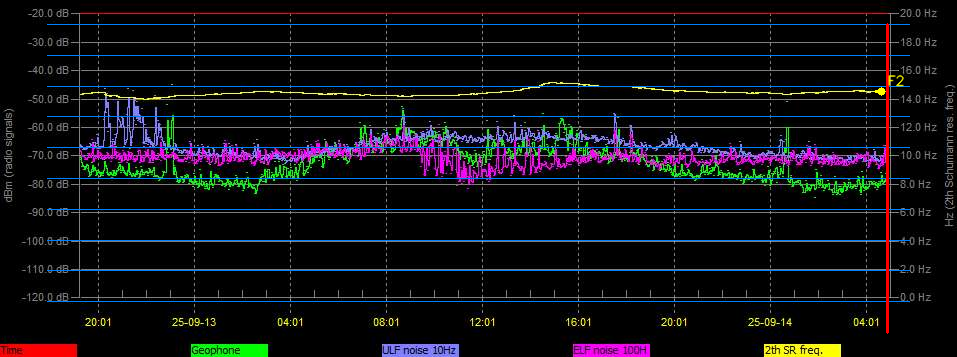 -20.0 dB 20.0 Hz
-30.0 dB 18.0 Hz
-40.0 dB 16.0 Hz
F2
-50.0 dB 14.0 Hz
-60.0 dB 12.0 Hz
-70.0 dB 10.0 Hz
-80.0 dB 8.0 Hz
-90.0 dB 6.0 Hz
-100.0 dB 4.0 Hz
-110.0 dB 2.0 Hz
-120.0 dB 0.0 Hz
dBm (radio signals)
Hz (2th Schumann res. freq.)
20:01 25-09-13 04:01 08:01 12:01 16:01 20:01 25-09-14 04:01
Time Geophone ULF noise 10Hz ELF noise 100H 2th SR freq.